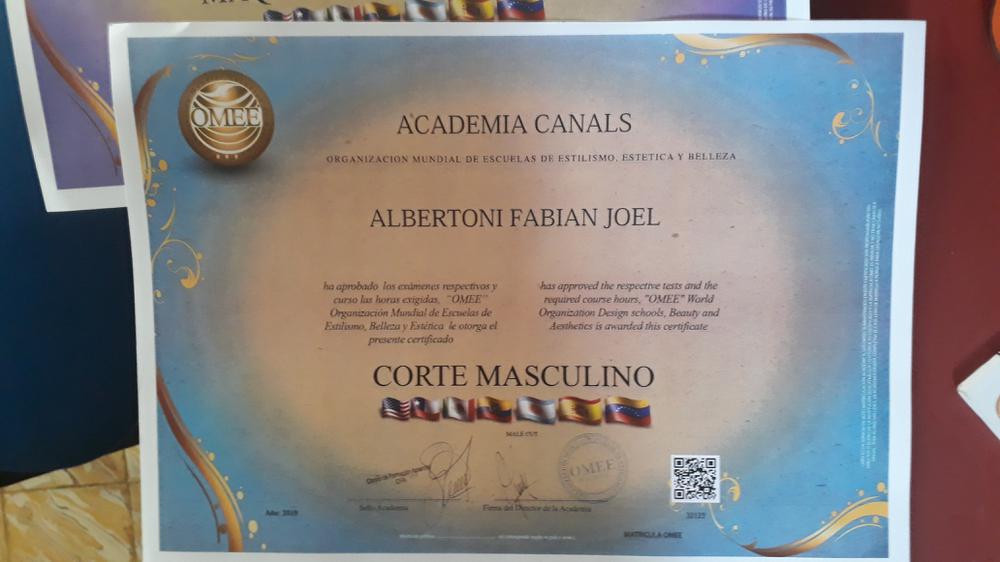 OMEE
ACADEMIA CANALS
ORGANIZACION MUNDIAL DE ESCUELAS DE ESTILISMO, ESTETICA Y BELLEZA
ALBERTONI FABIAN JOEL
ha aprobado los exámenes respectivos y
curso las horas exigidas, "OMEE"
Organización Mundial de Escuelas de
Estilismo, Belleza y Estética le otorga el
presente certificado
has approved the respective tests and the
required course hours, "OMEE" World
Organization Design schools, Beauty and
Aesthetics is awarded this certificate
CORTE MASCULINO
MALE CUT
OMEE
Sello Academia
Firma del Director de la Academia
Año: 2019
32123
MATRICULA OMEE